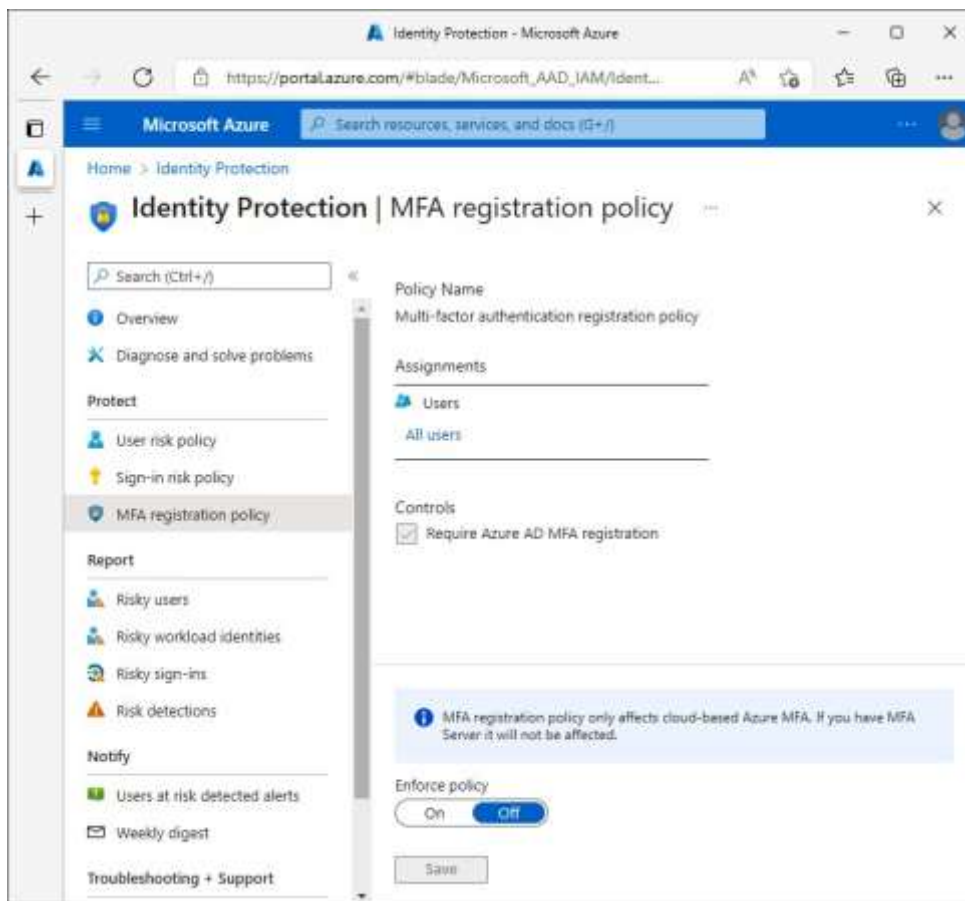 Identity Protection - Microsoft Azure
https://portal.azure.com/#blade/Microsoft_AAD_IAM/Ident...
Microsoft Azure
Search resources, services, and docs (G+/)
Home > Identity Protection
Identity Protection | MFA registration policy ...
Search (Ctrl+/)
Overview
Diagnose and solve problems
Protect
User risk policy
Sign-in risk policy
MFA registration policy
Report
Risky users
Risky workload identities
Risky sign-ins
Risk detections
Notify
Users at risk detected alerts
Weekly digest
Troubleshooting + Support
Policy Name
Multi-factor authentication registration policy
Assignments
Users
All users
Controls
Require Azure AD MFA registration
MFA registration policy only affects cloud-based Azure MFA. If you have MFA
Server it will not be affected.
Enforce policy
On Off
Save